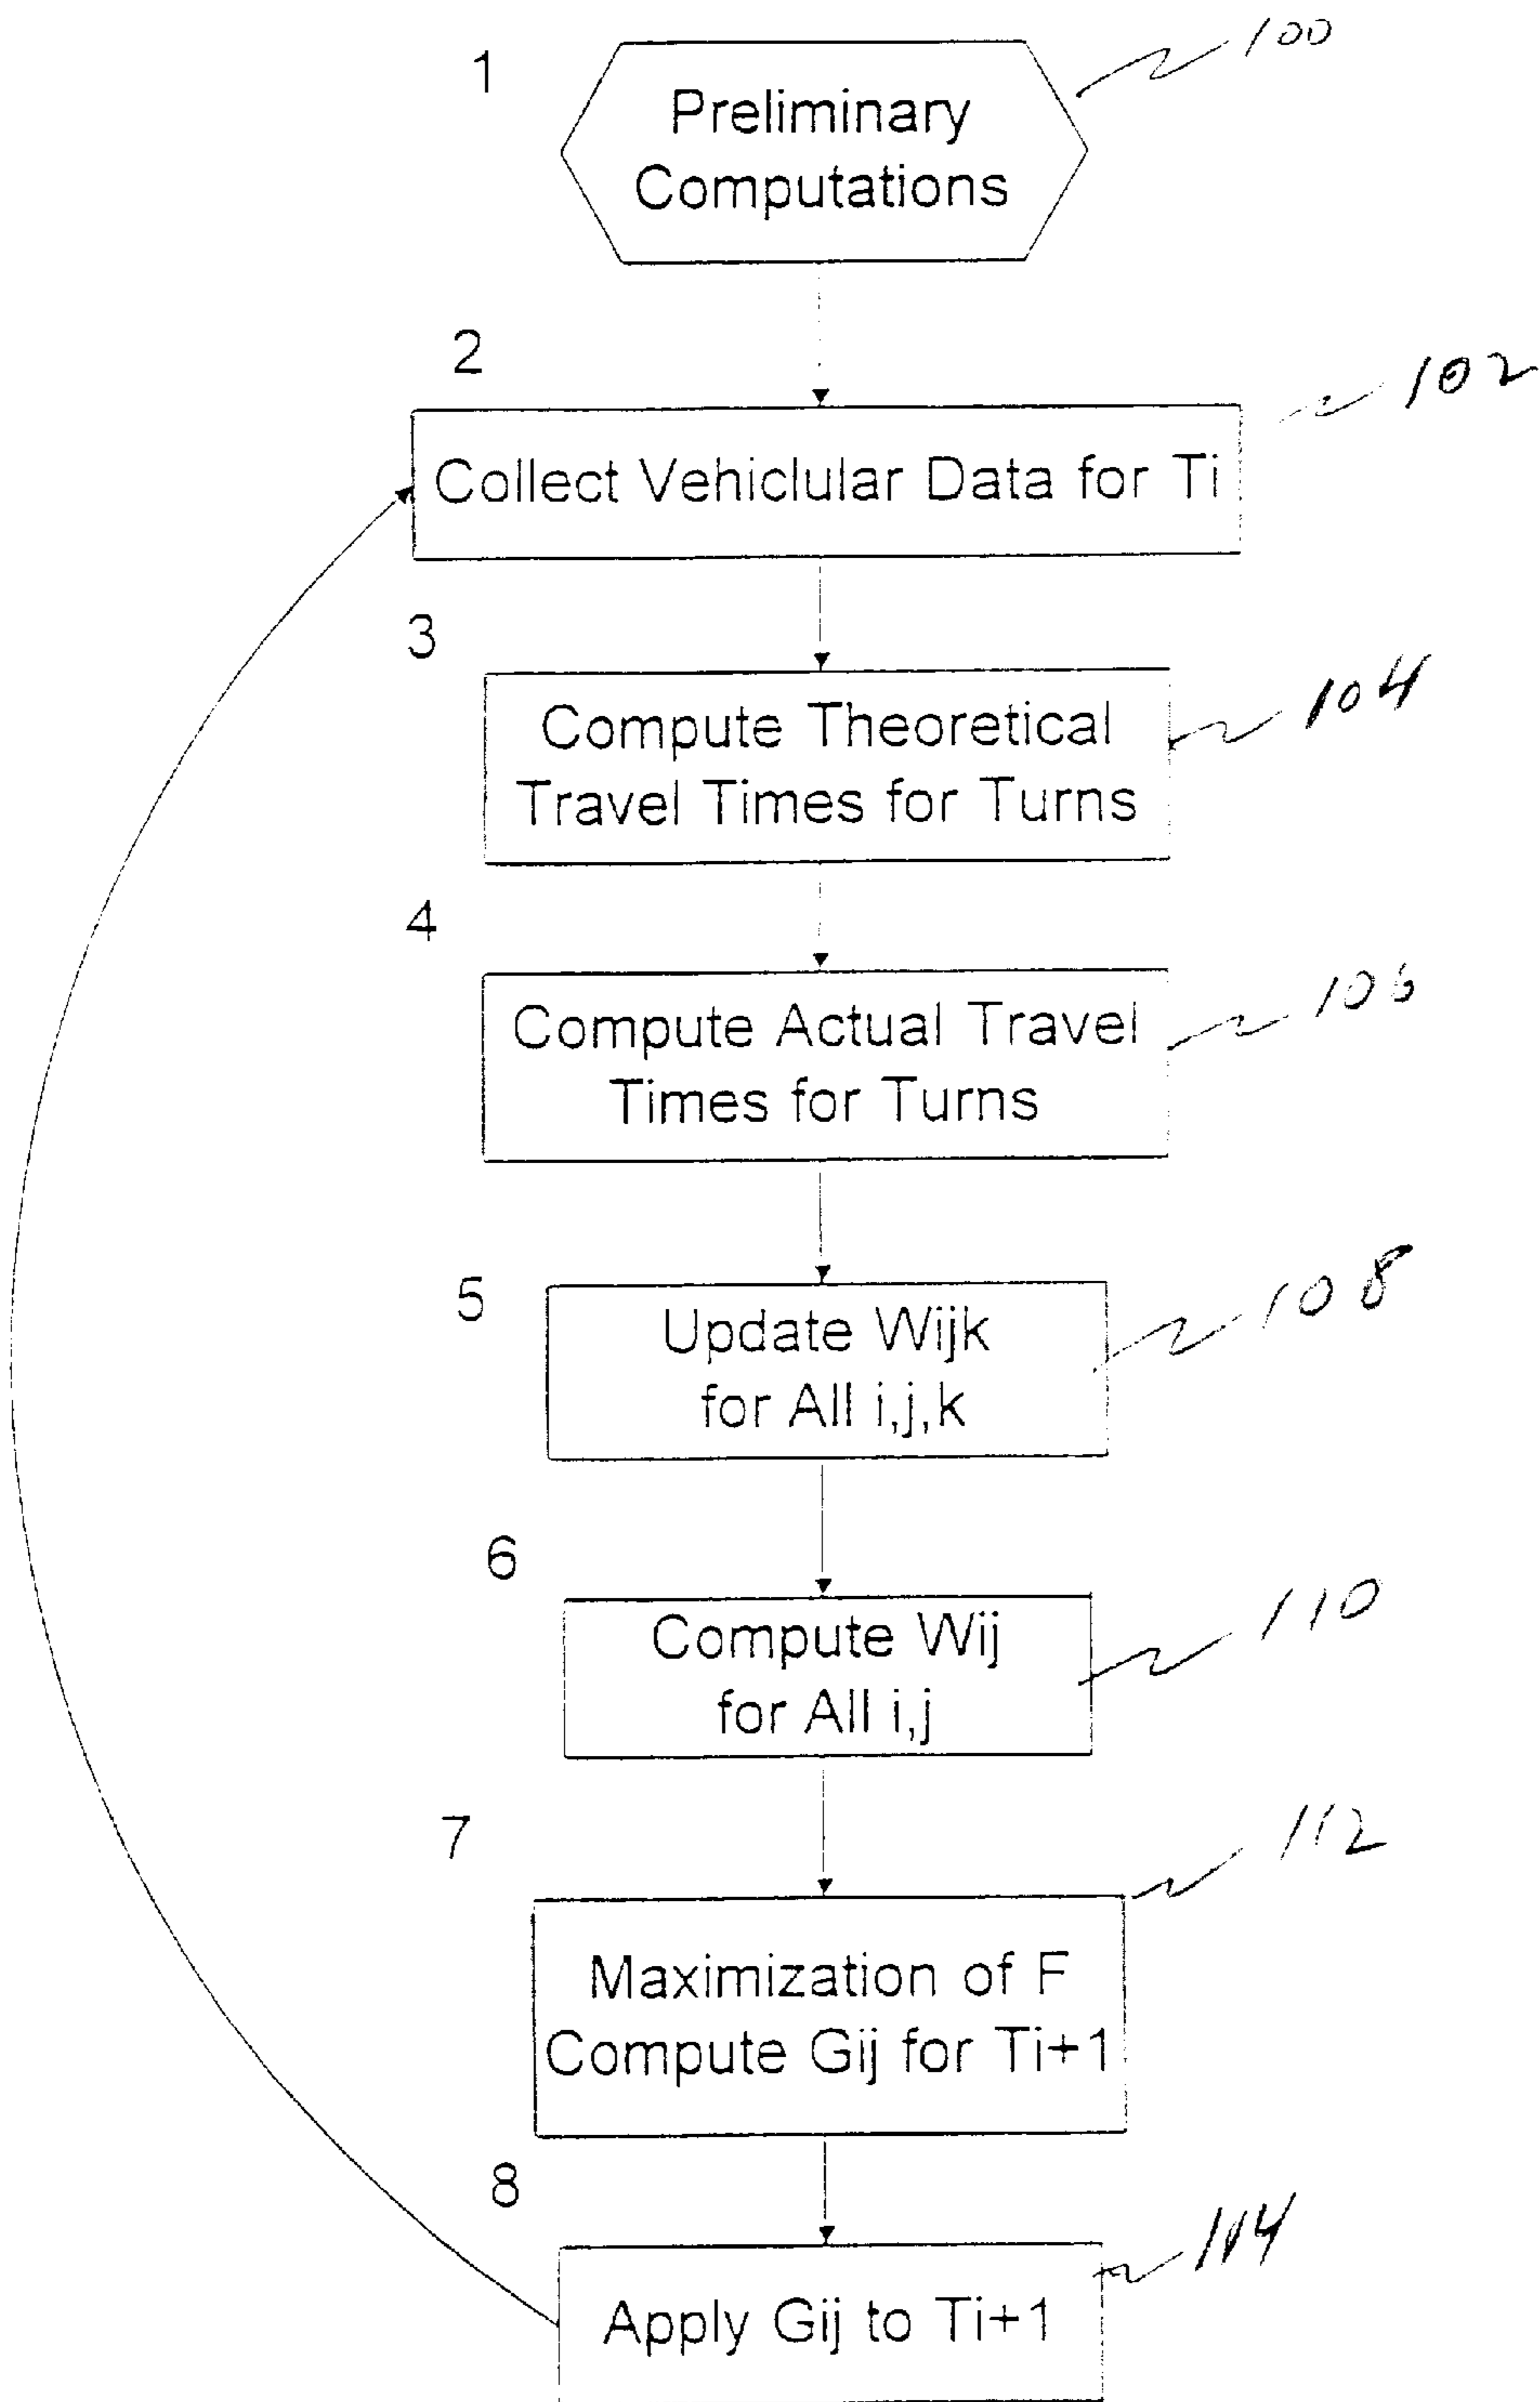 1
100
Preliminary
Computations
2
102
Collect Vehiclular Data for Ti
3
104
Compute Theoretical
Travel Times for Turns
4
106
Compute Actual Travel
Times for Turns
5
108
Update Wijk
for All i,j,k
6
110
Compute Wij
for All i,j
7
112
Maximization of F
Compute Gij for Ti+1
8
114
Apply Gij to Ti+1